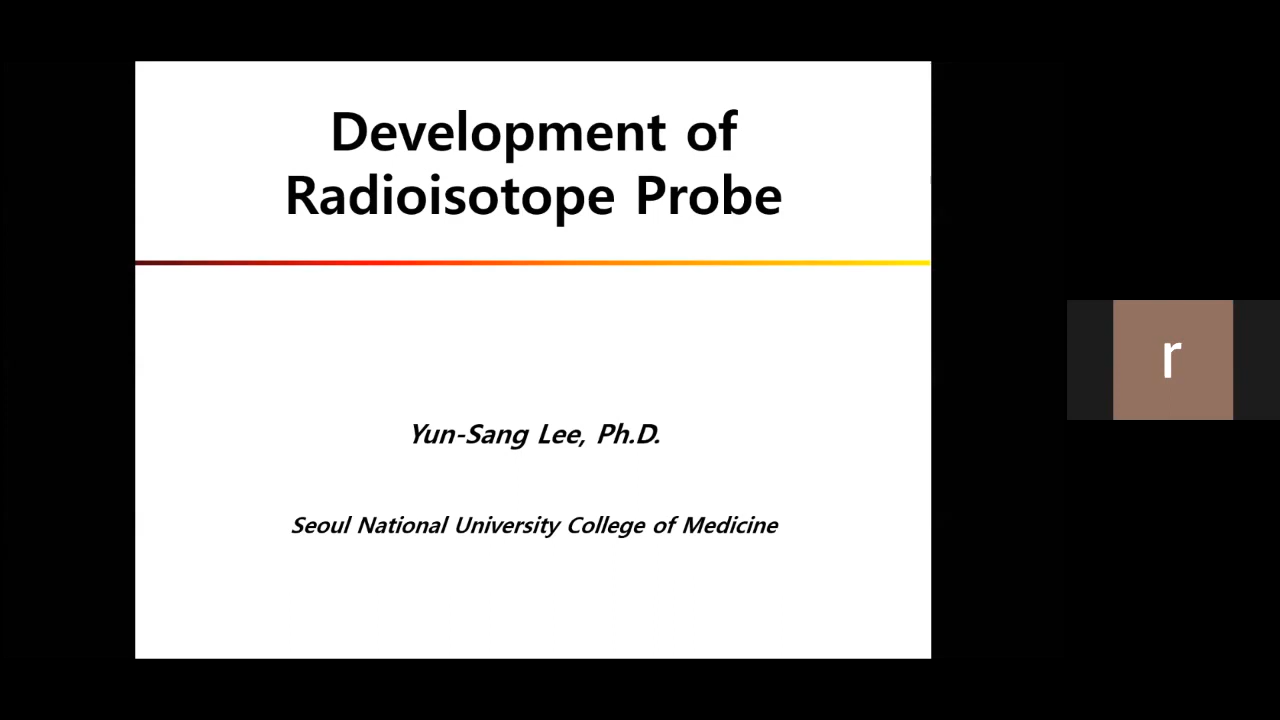 Development of
Radioisotope Probe
Yun-Sang Lee, Ph.D.
Seoul National University College of Medicine
r